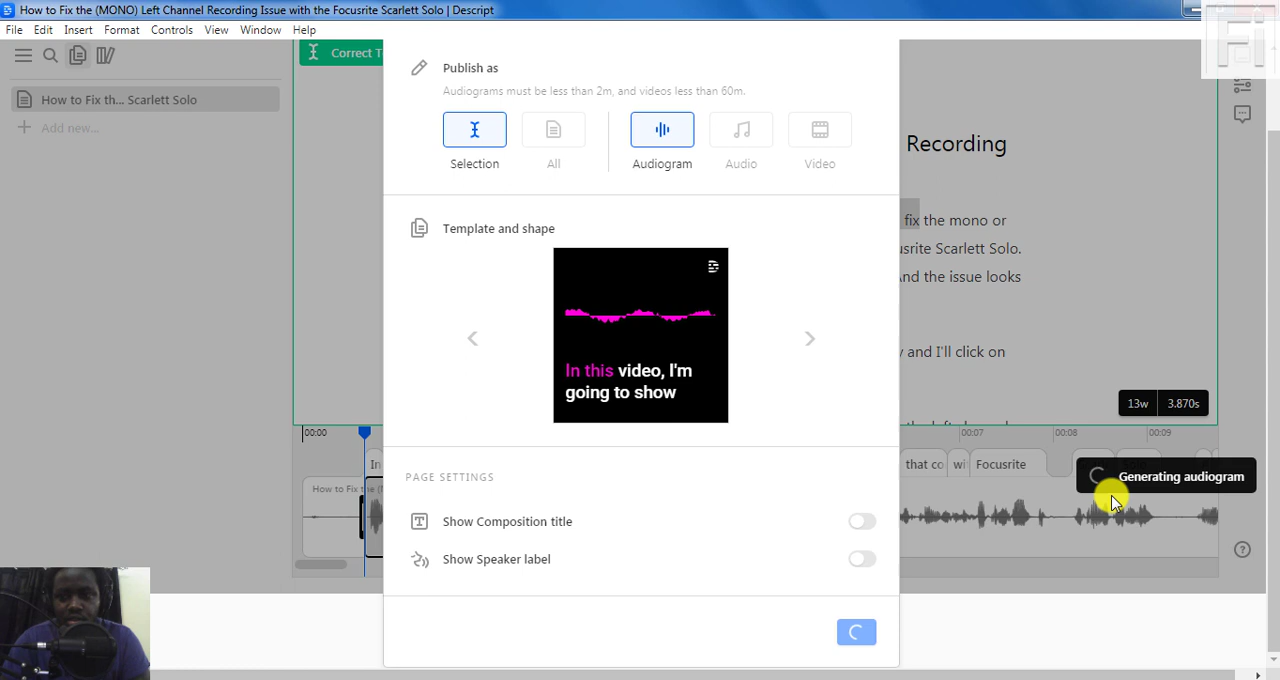 How to Fix the (MONO) Left Channel Recording Issue with the Focusrite Scarlett Solo | Descript
File Edit Insert Format Controls View Window Help
Fi
How to Fix th... Scarlett Solo
Add new...
Correct T
Publish as
Audiograms must be less than 2m, and videos less than 60m.
Selection All Audiogram Audio Video
Template and shape
In this video, I'm
going to show
PAGE SETTINGS
Show Composition title
Show Speaker label
Recording
fix the mono or
usrite Scarlett Solo.
And the issue looks
y and I'll click on
13w 3.870s
00:00 00:07 00:08 00:09
In that co wi Focusrite
How to Fix the (
Generating audiogram